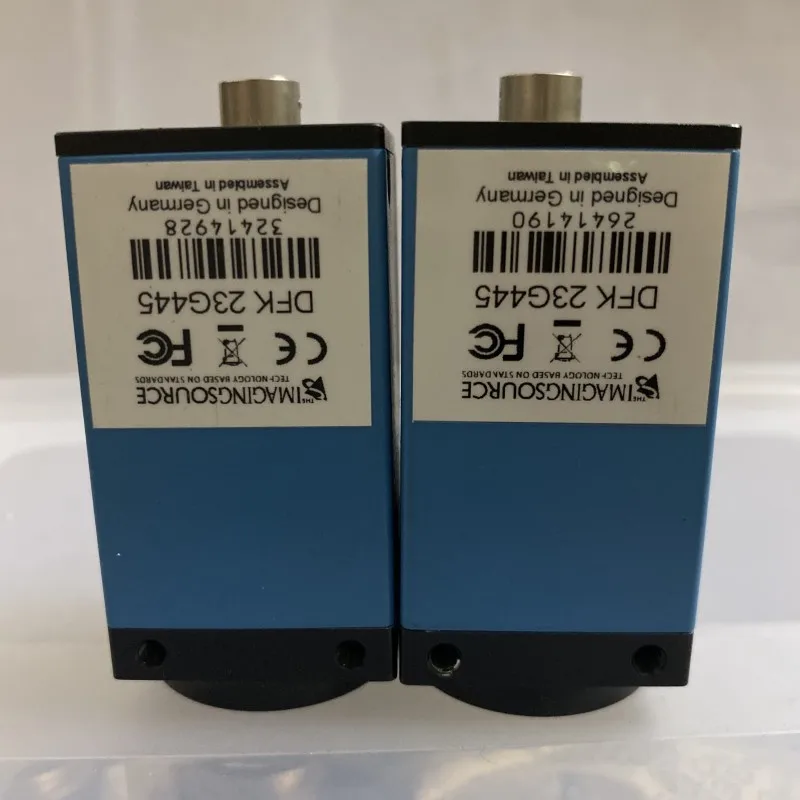 THE IMAGINGSOURCE
TECHNOLOGY BASED ON STANDARDS
CE FC
DFK 23G445
26414190
Designed in Germany
Assembled in Taiwan
THE IMAGINGSOURCE
TECHNOLOGY BASED ON STANDARDS
CE FC
DFK 23G445
32414928
Designed in Germany
Assembled in Taiwan